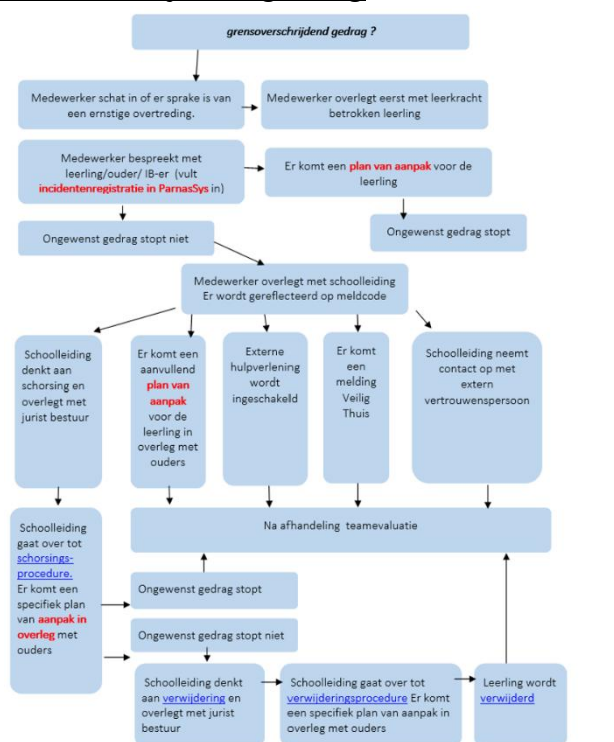 grensoverschrijdend gedrag ?
Medewerker schat in of er sprake is van
een ernstige overtreding.
Medewerker overlegt eerst met leerkracht
betrokken leerling
Medewerker bespreekt met
leerling/ouder/ IB-er (vult
incidentenregistratie in ParnasSys in)
Er komt een plan van aanpak voor de
leerling
Ongewenst gedrag stopt niet
Ongewenst gedrag stopt
Medewerker overlegt met schoolleiding
Er wordt gereflecteerd op meldcode
Schoolleiding
denkt aan
schorsing en
overlegt met
jurist bestuur
Er komt een
aanvullend
plan van
aanpak
voor de
leerling in
overleg met
ouders
Externe
hulpverlening
wordt
ingeschakeld
Er komt
een
melding
Veilig
Thuis
Schoolleiding neemt
contact op met
extern
vertrouwenspersoon
Schoolleiding
gaat over tot
schorsings-
procedure.
Er komt een
specifiek plan
van aanpak in
overleg met
ouders
Na afhandeling teamevaluatie
Ongewenst gedrag stopt
Ongewenst gedrag stopt niet
Schoolleiding denkt
aan verwijdering en
overlegt met jurist
bestuur
Schoolleiding gaat over tot
verwijderingsprocedure Er komt
een specifiek plan van aanpak in
overleg met ouders
Leerling wordt
verwijderd